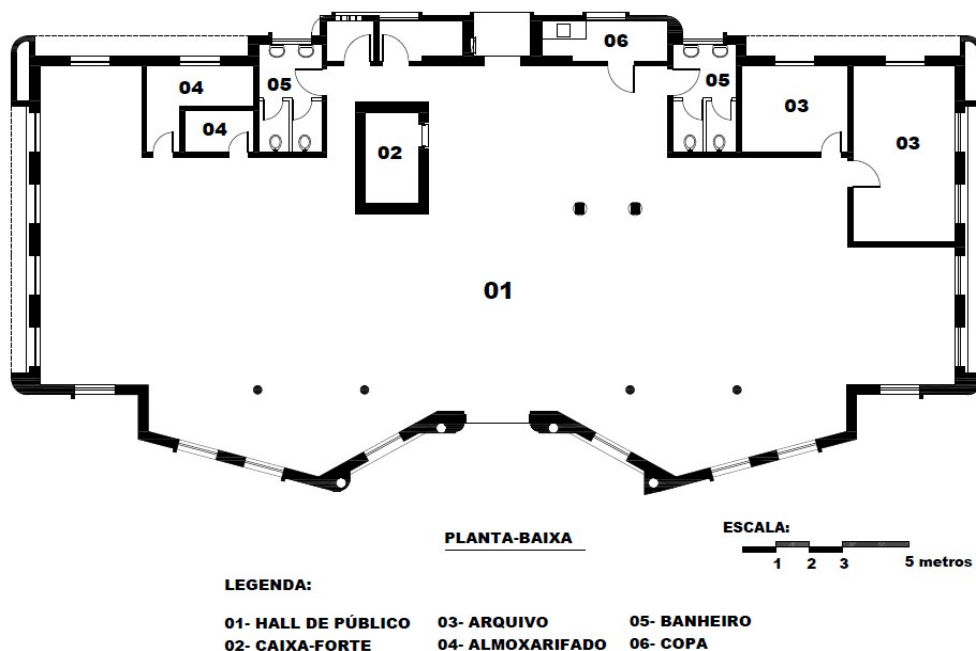 06
05
05
04
03
04
02
03
01
PLANTA-BAIXA
ESCALA:
1 2 3 5 metros
LEGENDA:
01- HALL DE PÚBLICO 03- ARQUIVO 05- BANHEIRO
02- CAIXA-FORTE 04- ALMOXARIFADO 06- COPA